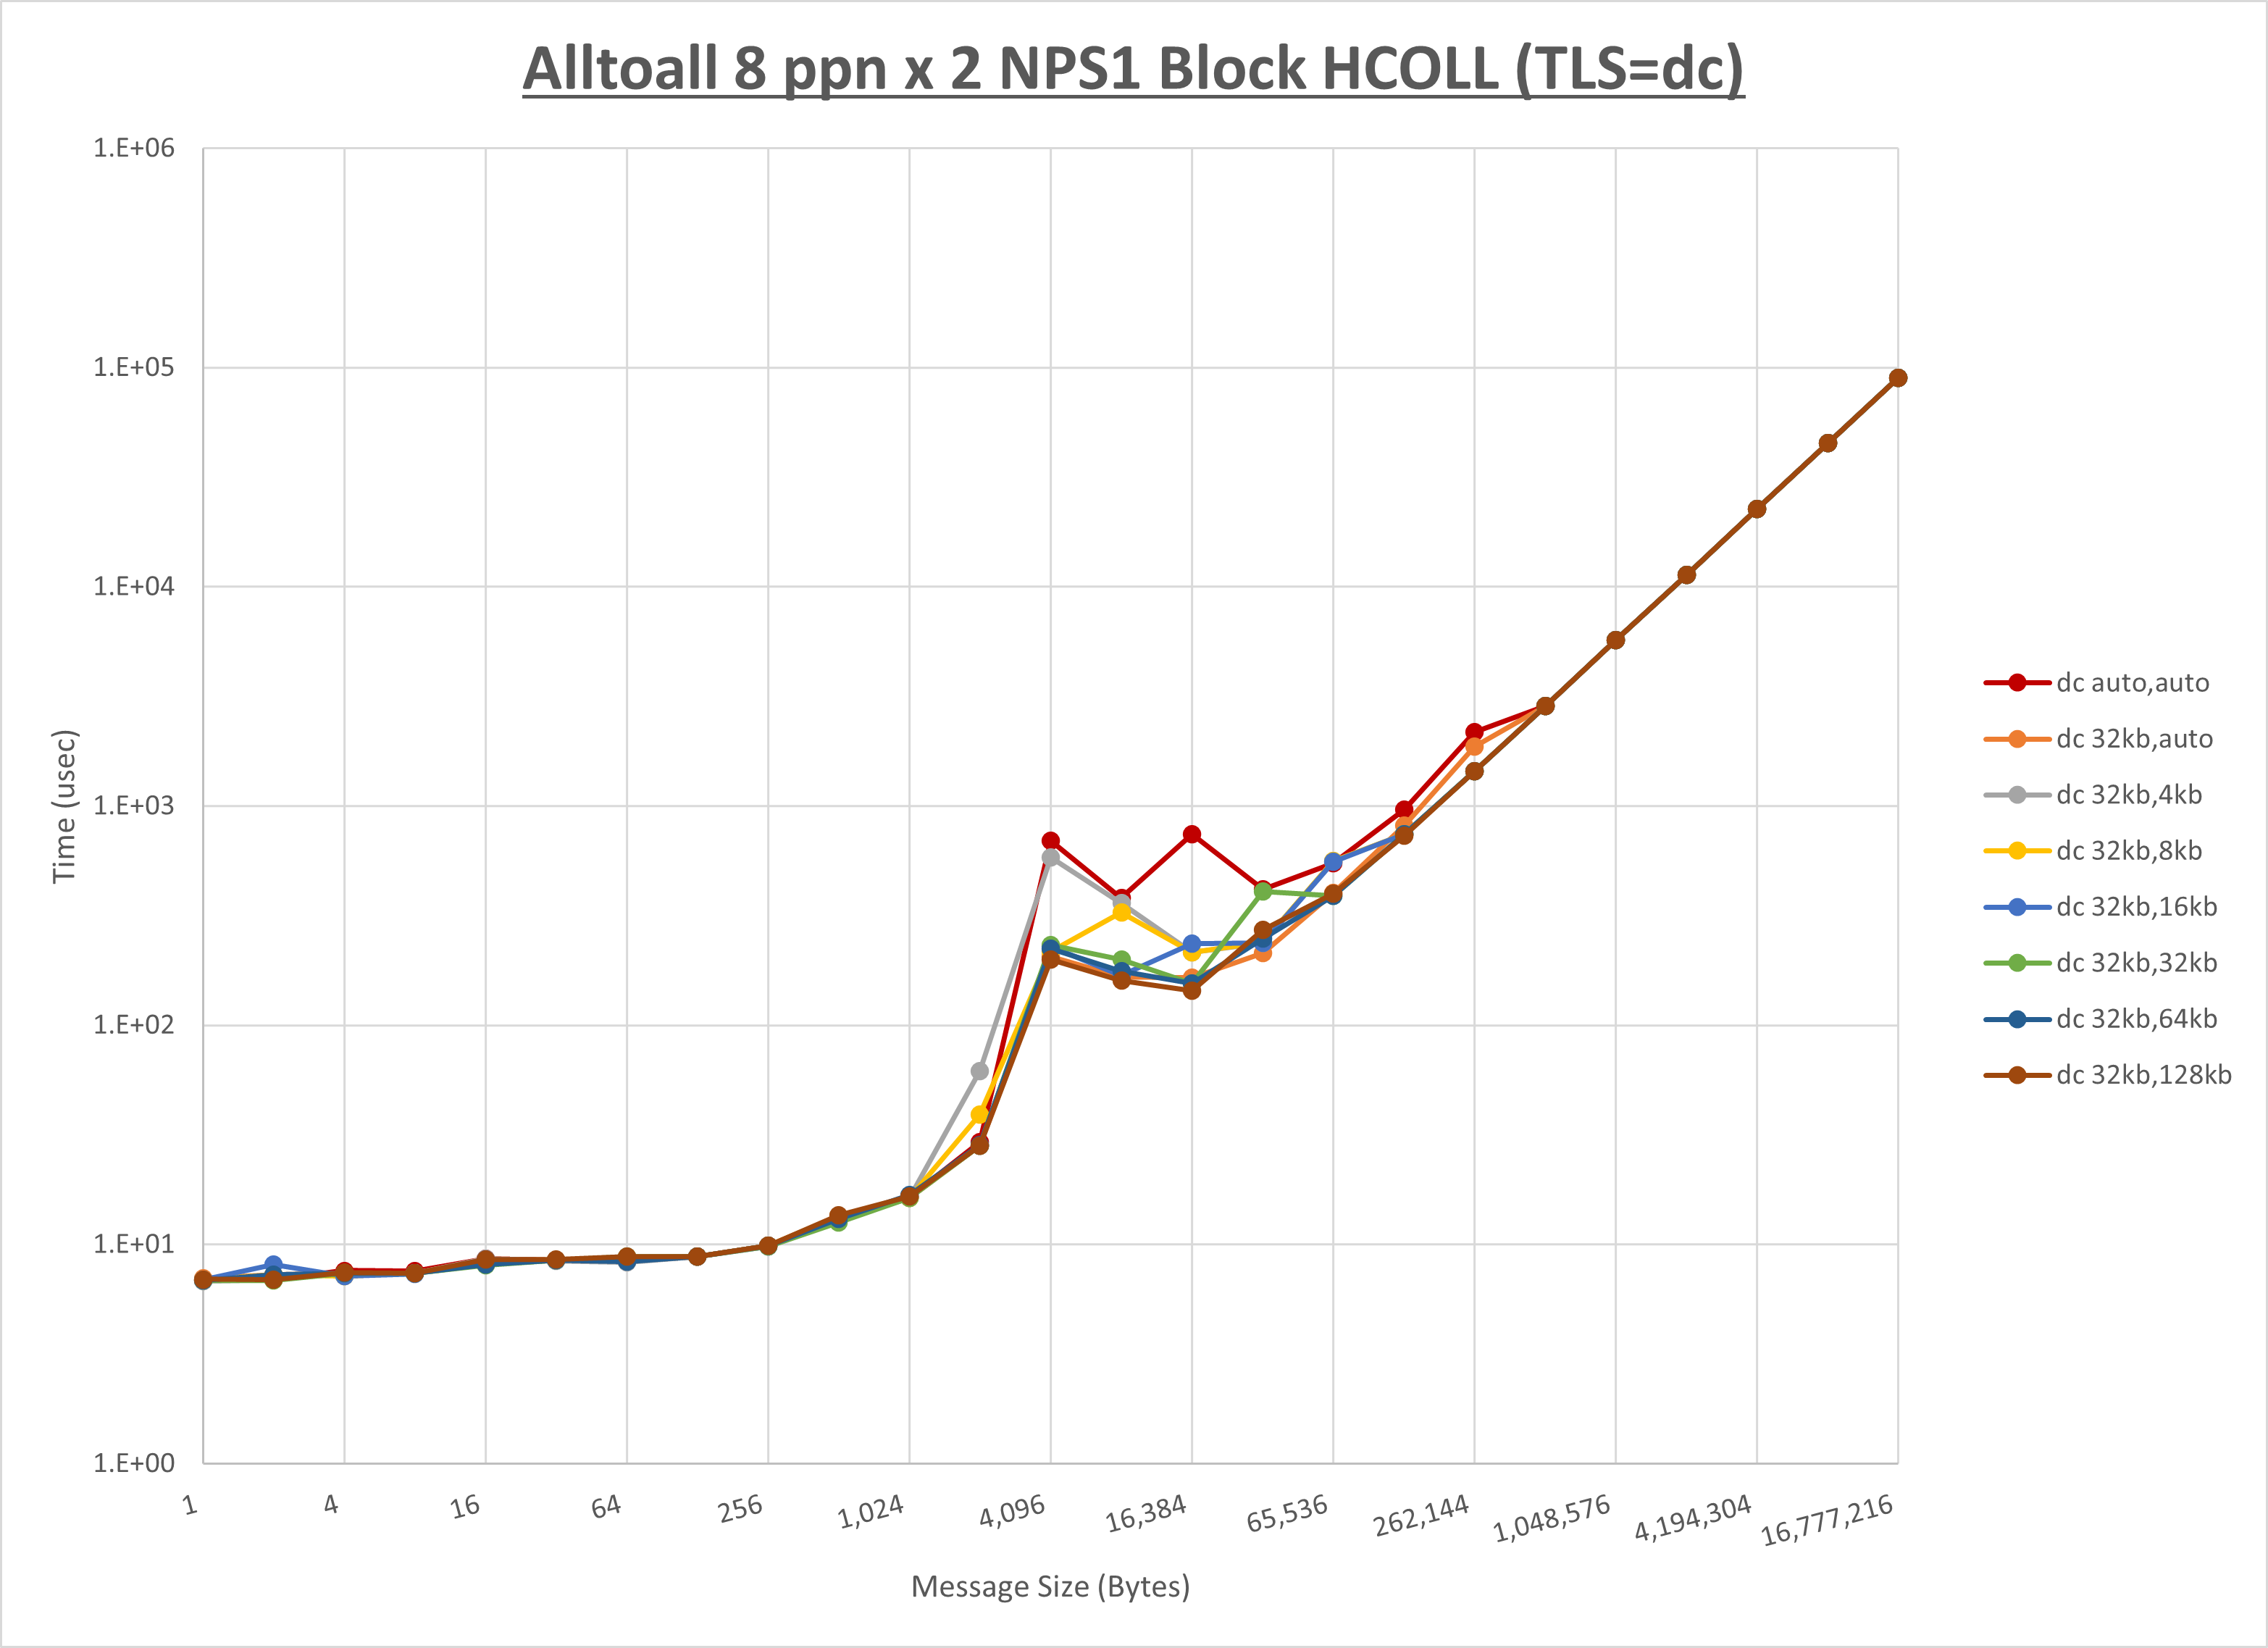 Alltoall 8 ppn x 2 NPS1 Block HCOLL (TLS=dc)
1.E+06
1.E+05
1.E+04
1.E+03
1.E+02
1.E+01
1.E+00
Time (usec)
1
4
16
64
256
1,024
4,096
16,384
65,536
262,144
1,048,576
4,194,304
16,777,216
Message Size (Bytes)
dc auto,auto
dc 32kb,auto
dc 32kb,4kb
dc 32kb,8kb
dc 32kb,16kb
dc 32kb,32kb
dc 32kb,64kb
dc 32kb,128kb